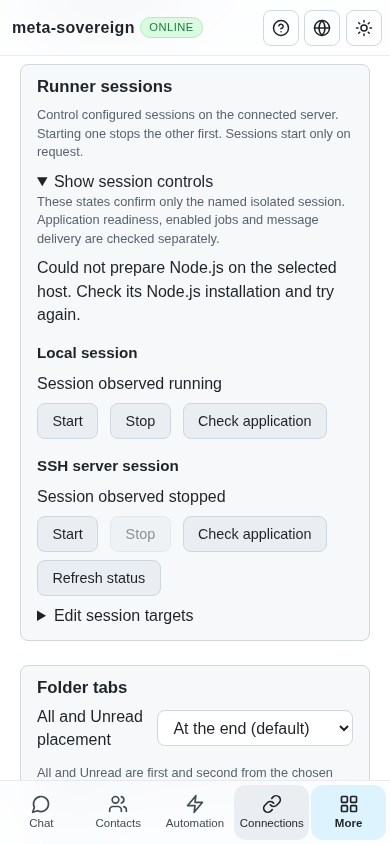 meta-sovereign ONLINE
Runner sessions
Control configured sessions on the connected server.
Starting one stops the other first. Sessions start only on
request.
Show session controls
These states confirm only the named isolated session.
Application readiness, enabled jobs and message
delivery are checked separately.
Could not prepare Node.js on the selected
host. Check its Node.js installation and try
again.
Local session
Session observed running
Start Stop Check application
SSH server session
Session observed stopped
Start Stop Check application
Refresh status
Edit session targets
Folder tabs
All and Unread
placement
At the end (default)
All and Unread are first and second from the chosen
Chat Contacts Automation Connections More